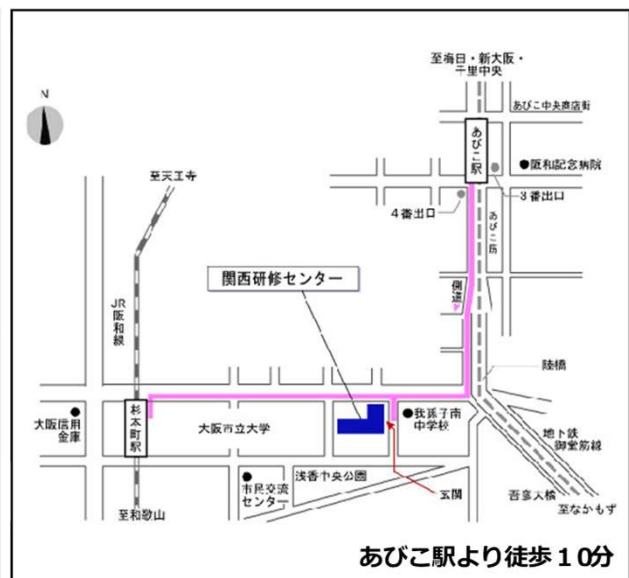 N
至梅田・新大阪・
千里中央
あびこ中央商店街
あびこ駅
阪和記念病院
3番出口
4番出口
至天王寺
あびこ筋
関西研修センター
側道
JR
阪和線
陸橋
杉本町駅
大阪信用
金庫
大阪市立大学
我孫子南
中学校
地下鉄
御堂筋線
浅香中央公園
市民交流
センター
玄関
吾彦大橋
至なかもず
至和歌山
あびこ駅より徒歩10分